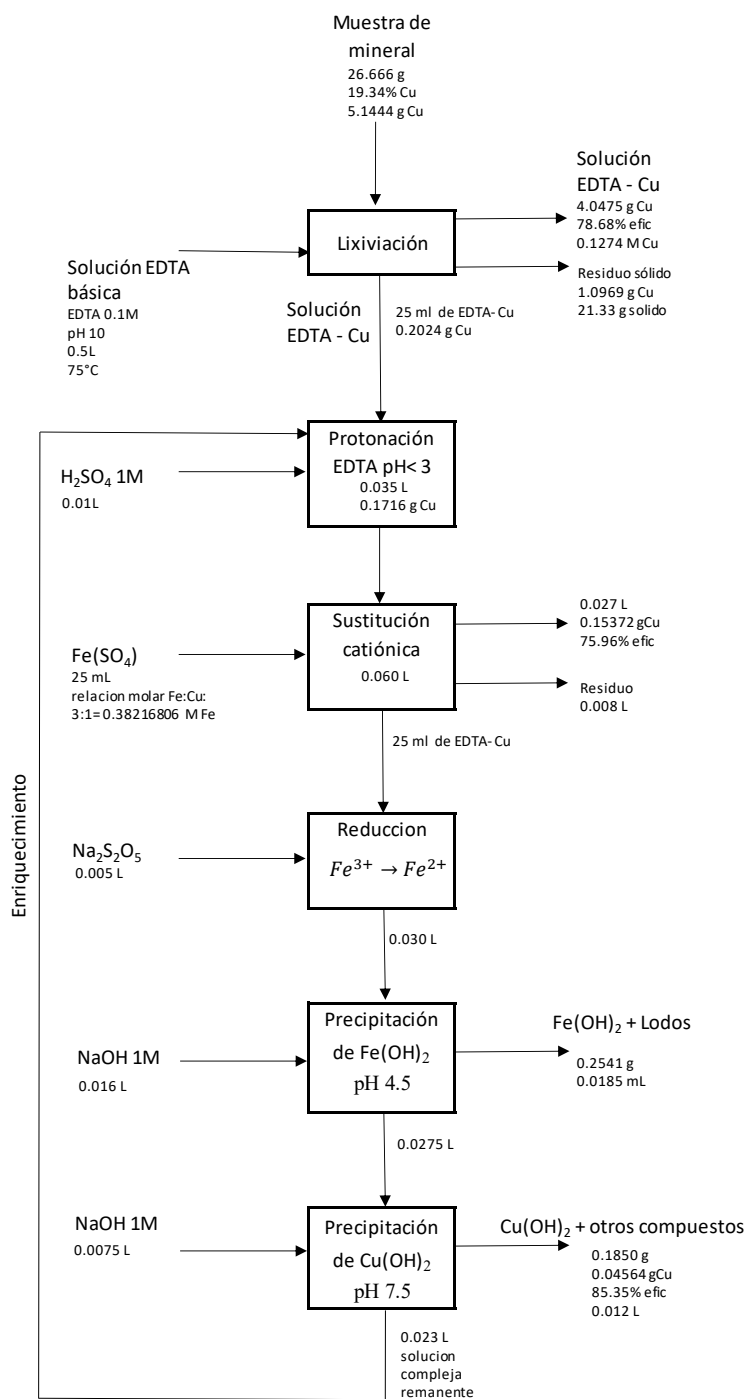 Muestra de
mineral
26.666 g
19.34% Cu
5.1444 g Cu
Solución
EDTA - Cu
4.0475 g Cu
78.68% efic
0.1274 M Cu
Lixiviación
Residuo sólido
1.0969 g Cu
21.33 g solido
Solución EDTA
básica
EDTA 0.1M
pH 10
0.5L
75°C
Solución
EDTA - Cu
25 ml de EDTA-Cu
0.2024 g Cu
Protonación
EDTA pH< 3
0.035 L
0.1716 g Cu
H₂SO₄ 1M
0.01L
Sustitución
catiónica
0.060 L
0.027 L
0.15372 gCu
75.96% efic
Fe(SO₄)
25 mL
relacion molar Fe:Cu:
3:1= 0.38216806 M Fe
Residuo
0.008 L
25 ml de EDTA-Cu
Enriquecimiento
Reduccion
Fe³⁺ → Fe²⁺
Na₂S₂O₅
0.005 L
0.030 L
Precipitación
de Fe(OH)₂
pH 4.5
NaOH 1M
0.016 L
Fe(OH)₂ + Lodos
0.2541 g
0.0185 mL
0.0275 L
Precipitación
de Cu(OH)₂
pH 7.5
NaOH 1M
0.0075 L
Cu(OH)₂ + otros compuestos
0.1850 g
0.04564 gCu
85.35% efic
0.012 L
0.023 L
solucion
compleja
remanente